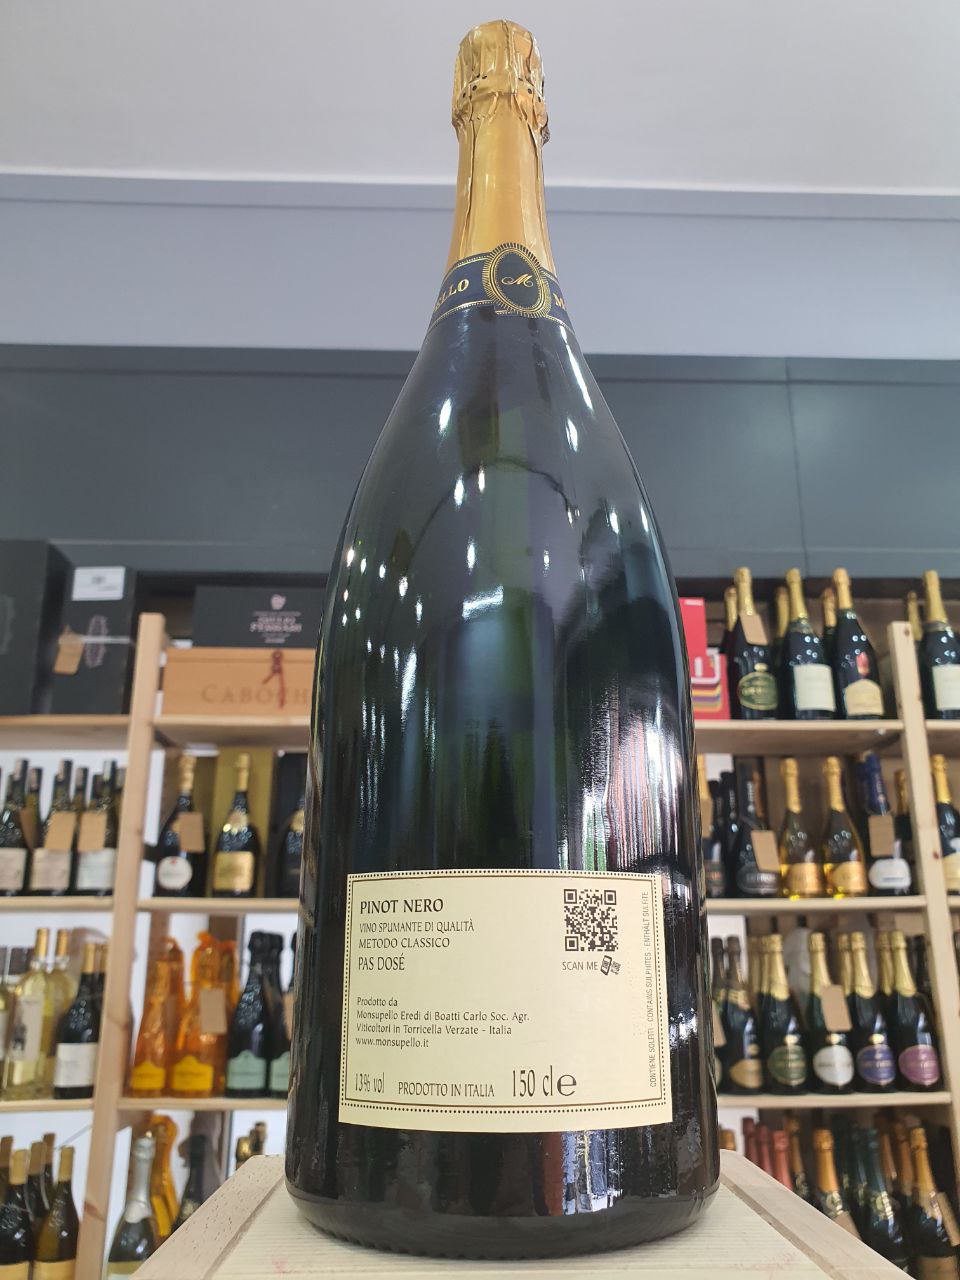 ELLO
M
M
CABOCH
PINOT NERO
VINO SPUMANTE DI QUALITÀ
METODO CLASSICO
PAS DOSÉ
SCAN ME
Prodotto da
Monsupello Eredi di Boatti Carlo Soc. Agr.
Viticoltori in Torricella Verzate - Italia
www.monsupello.it
13% vol PRODOTTO IN ITALIA 150 cl e
CONTIENE SOLFITI - CONTAINS SULPHITES - ENTHÄLT SULFITE